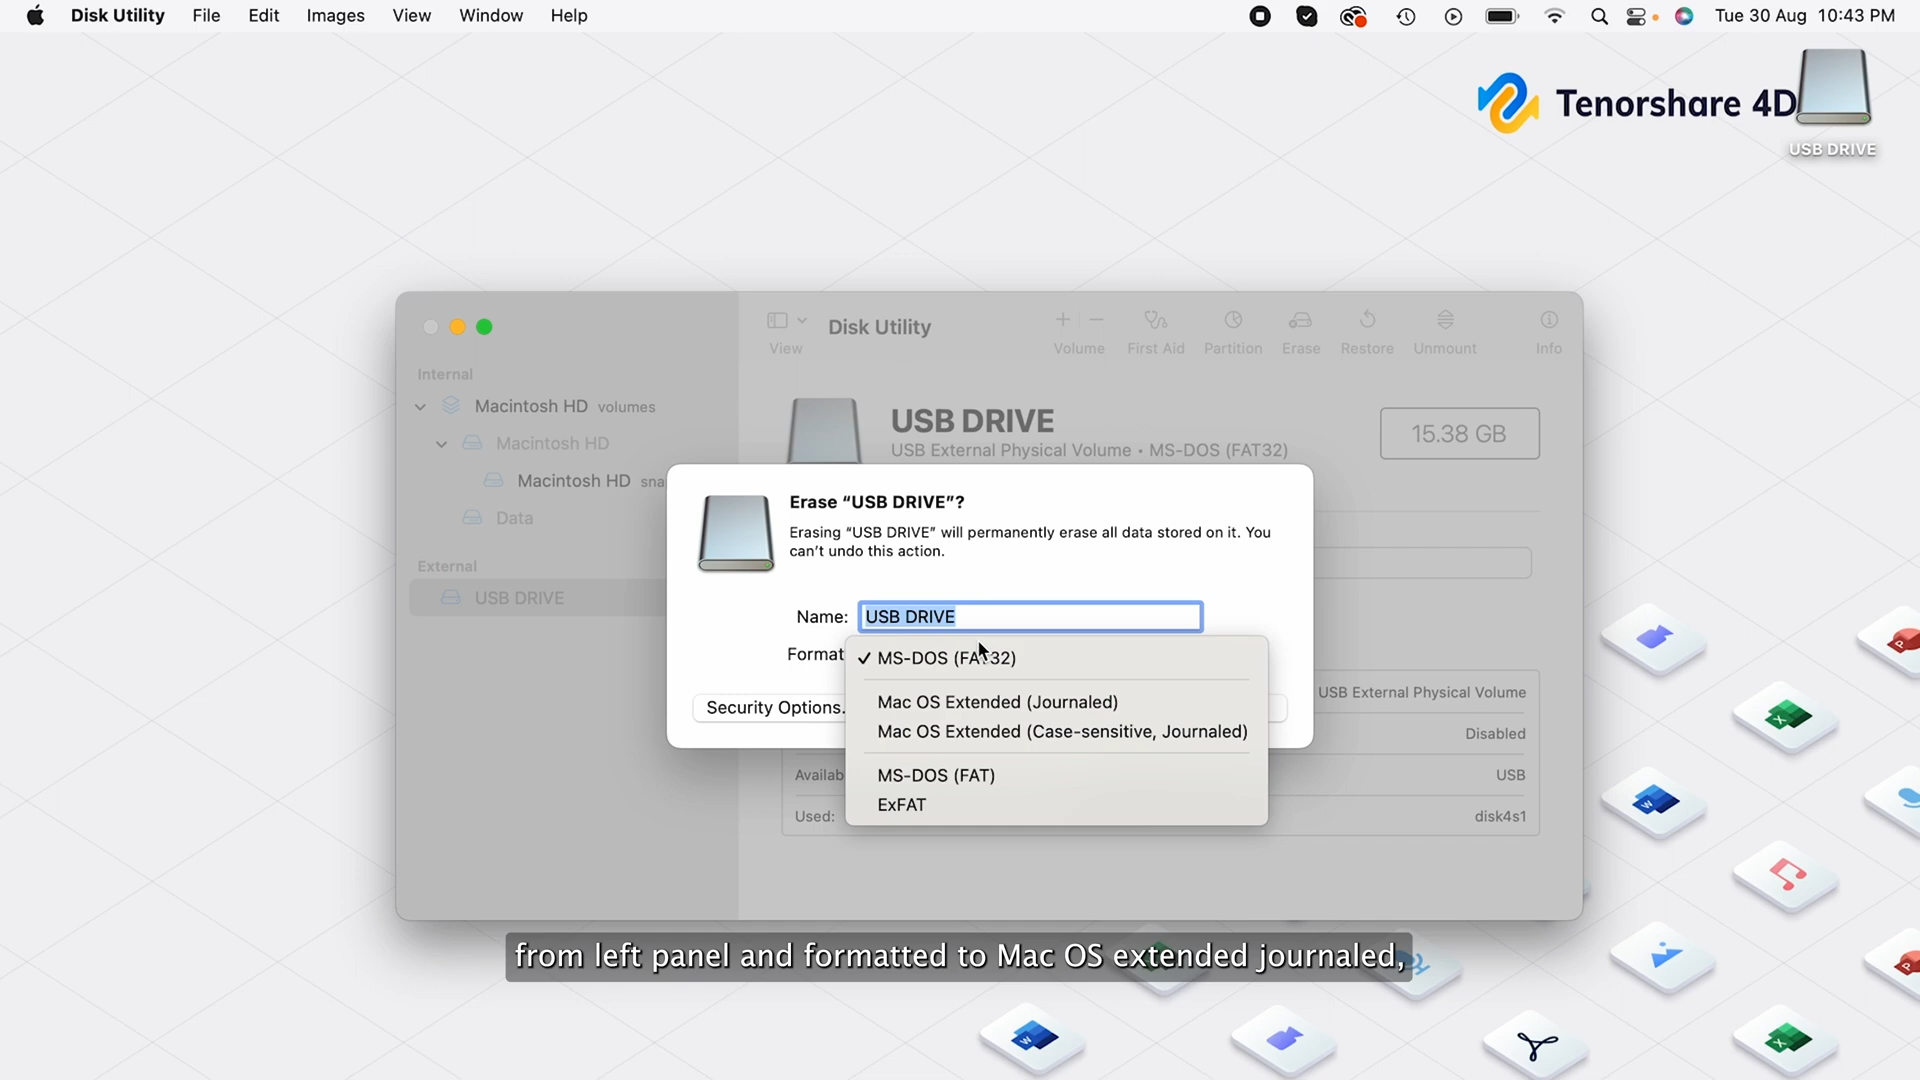 Disk Utility File Edit Images View Window Help Tue 30 Aug 10:43 PM
Tenorshare 4D
USB DRIVE
Disk Utility
View
Volume First Aid Partition Erase Restore Unmount Info
Internal
Macintosh HD volumes
Macintosh HD
Macintosh HD sna
Data
External
USB DRIVE
USB DRIVE
USB External Physical Volume • MS-DOS (FAT32)
15.38 GB
Erase “USB DRIVE”?
Erasing “USB DRIVE” will permanently erase all data stored on it. You
can’t undo this action.
Name: USB DRIVE
Format
MS-DOS (FAT32)
Mac OS Extended (Journaled)
Mac OS Extended (Case-sensitive, Journaled)
MS-DOS (FAT)
ExFAT
Security Options.
USB External Physical Volume
Disabled
Availab
USB
Used:
disk4s1
from left panel and formatted to Mac OS extended journaled,